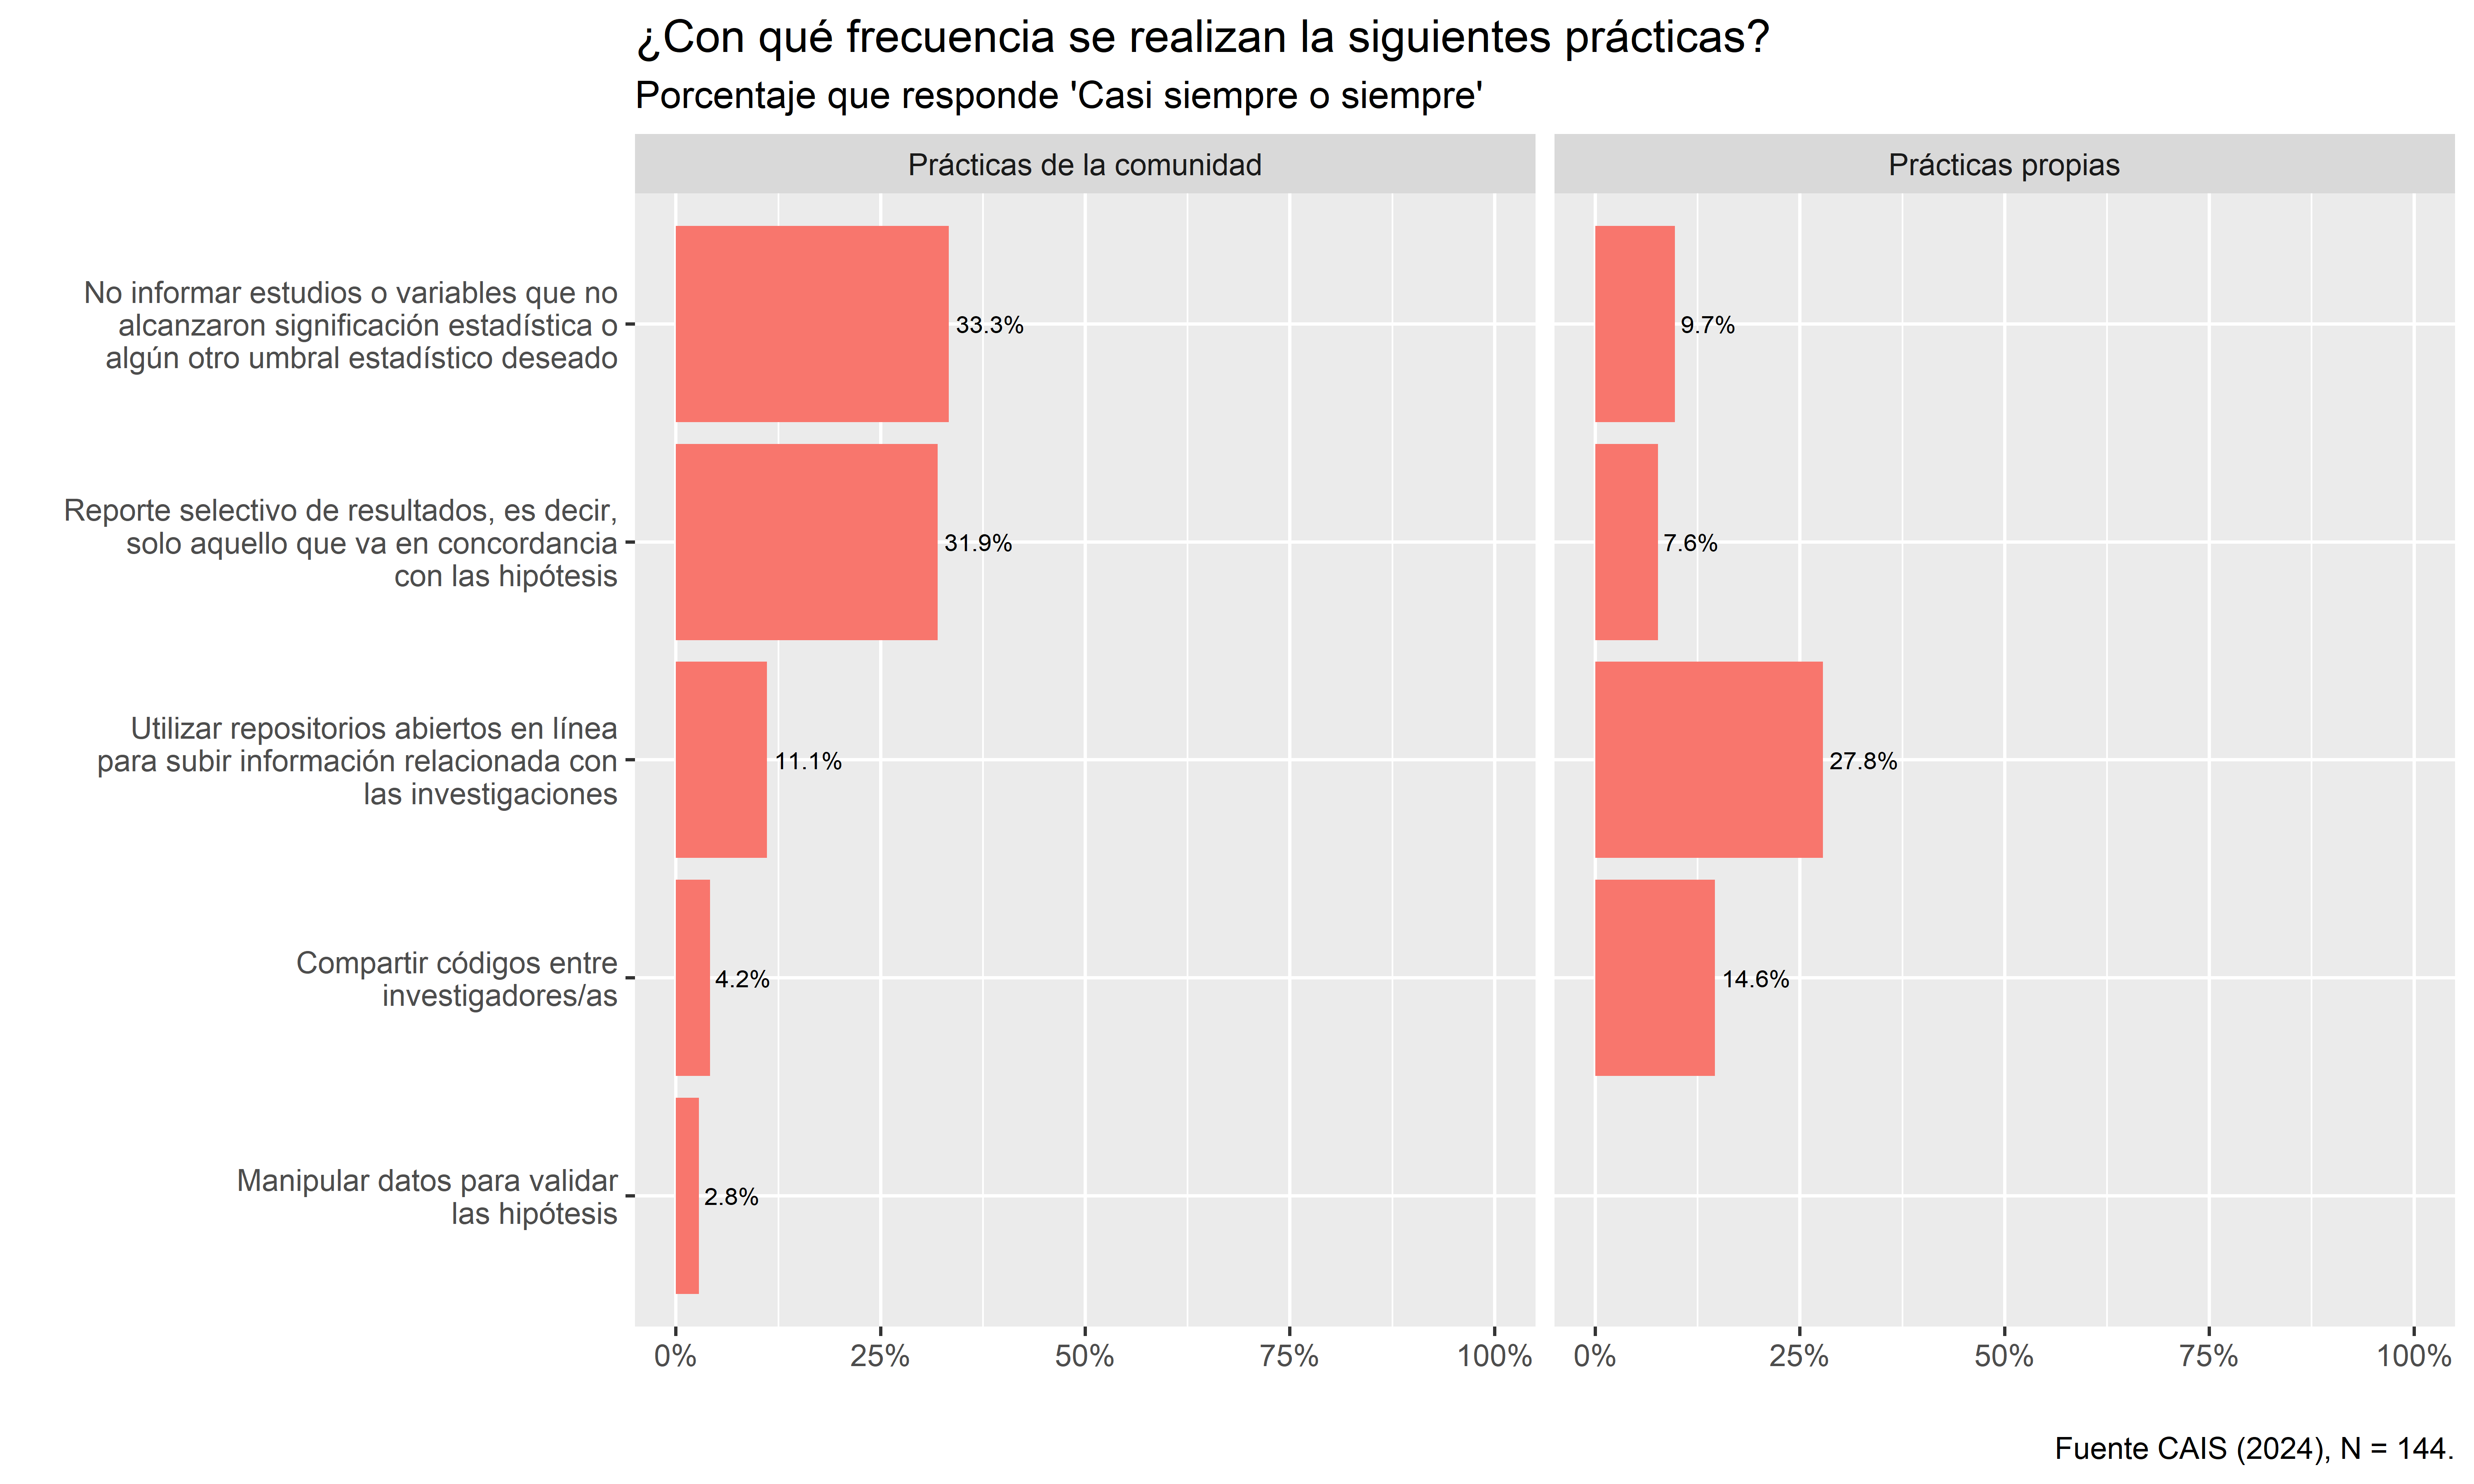 ¿Con qué frecuencia se realizan la siguientes prácticas?
Porcentaje que responde 'Casi siempre o siempre'
Prácticas de la comunidad
Prácticas propias
No informar estudios o variables que no
alcanzaron significación estadística o
algún otro umbral estadístico deseado
33.3%
9.7%
Reporte selectivo de resultados, es decir,
solo aquello que va en concordancia
con las hipótesis
31.9%
7.6%
Utilizar repositorios abiertos en línea
para subir información relacionada con
las investigaciones
11.1%
27.8%
Compartir códigos entre
investigadores/as
4.2%
14.6%
Manipular datos para validar
las hipótesis
2.8%
0% 25% 50% 75% 100%
0% 25% 50% 75% 100%
Fuente CAIS (2024), N = 144.